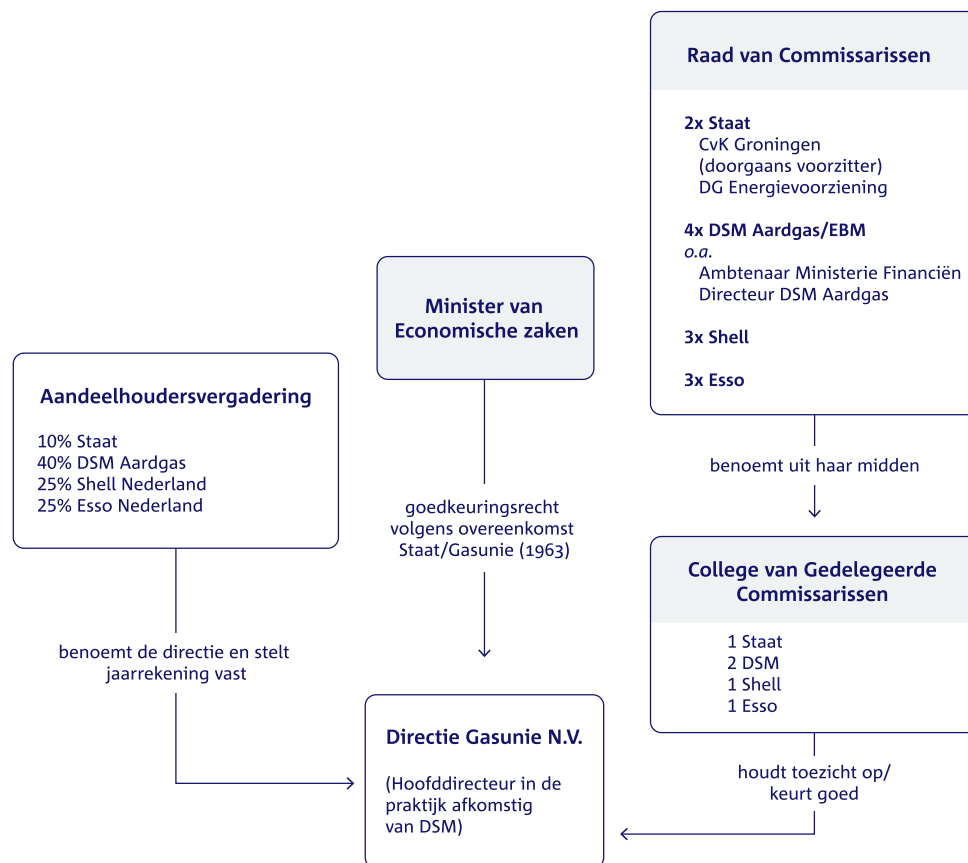 Raad van Commissarissen
2x Staat
CvK Groningen
(doorgaans voorzitter)
DG Energievoorziening
4x DSM Aardgas/EBM
o.a.
Ambtenaar Ministerie Financiën
Directeur DSM Aardgas
3x Shell
3x Esso
Minister van
Economische zaken
Aandeelhoudersvergadering
10% Staat
40% DSM Aardgas
25% Shell Nederland
25% Esso Nederland
benoemt uit haar midden
goedkeuringsrecht
volgens overeenkomst
Staat/Gasunie (1963)
College van Gedelegeerde
Commissarissen
1 Staat
2 DSM
1 Shell
1 Esso
benoemt de directie en stelt
jaarrekening vast
Directie Gasunie N.V.
(Hoofddirecteur in de
praktijk afkomstig
van DSM)
houdt toezicht op/
keurt goed